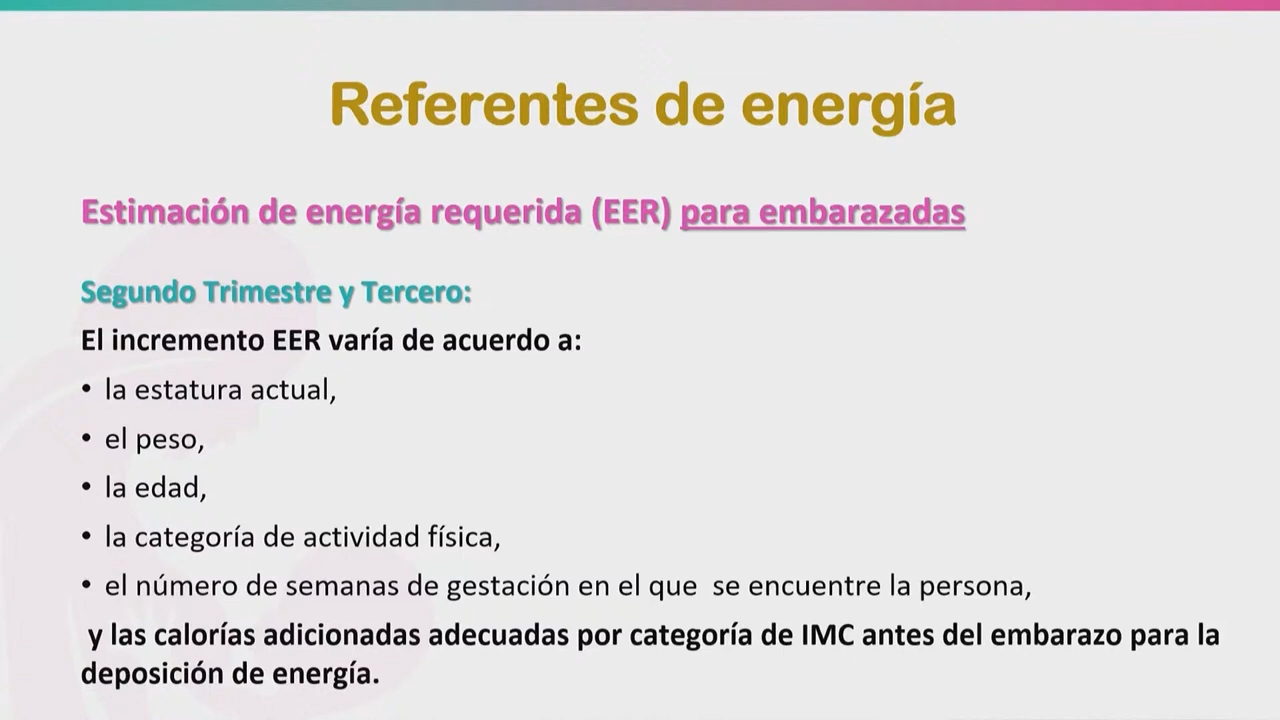 Referentes de energía
Estimación de energía requerida (EER) para embarazadas
Segundo Trimestre y Tercero:
El incremento EER varía de acuerdo a:
• la estatura actual,
• el peso,
• la edad,
• la categoría de actividad física,
• el número de semanas de gestación en el que  se encuentre la persona,
y las calorías adicionadas adecuadas por categoría de IMC antes del embarazo para la
deposición de energía.